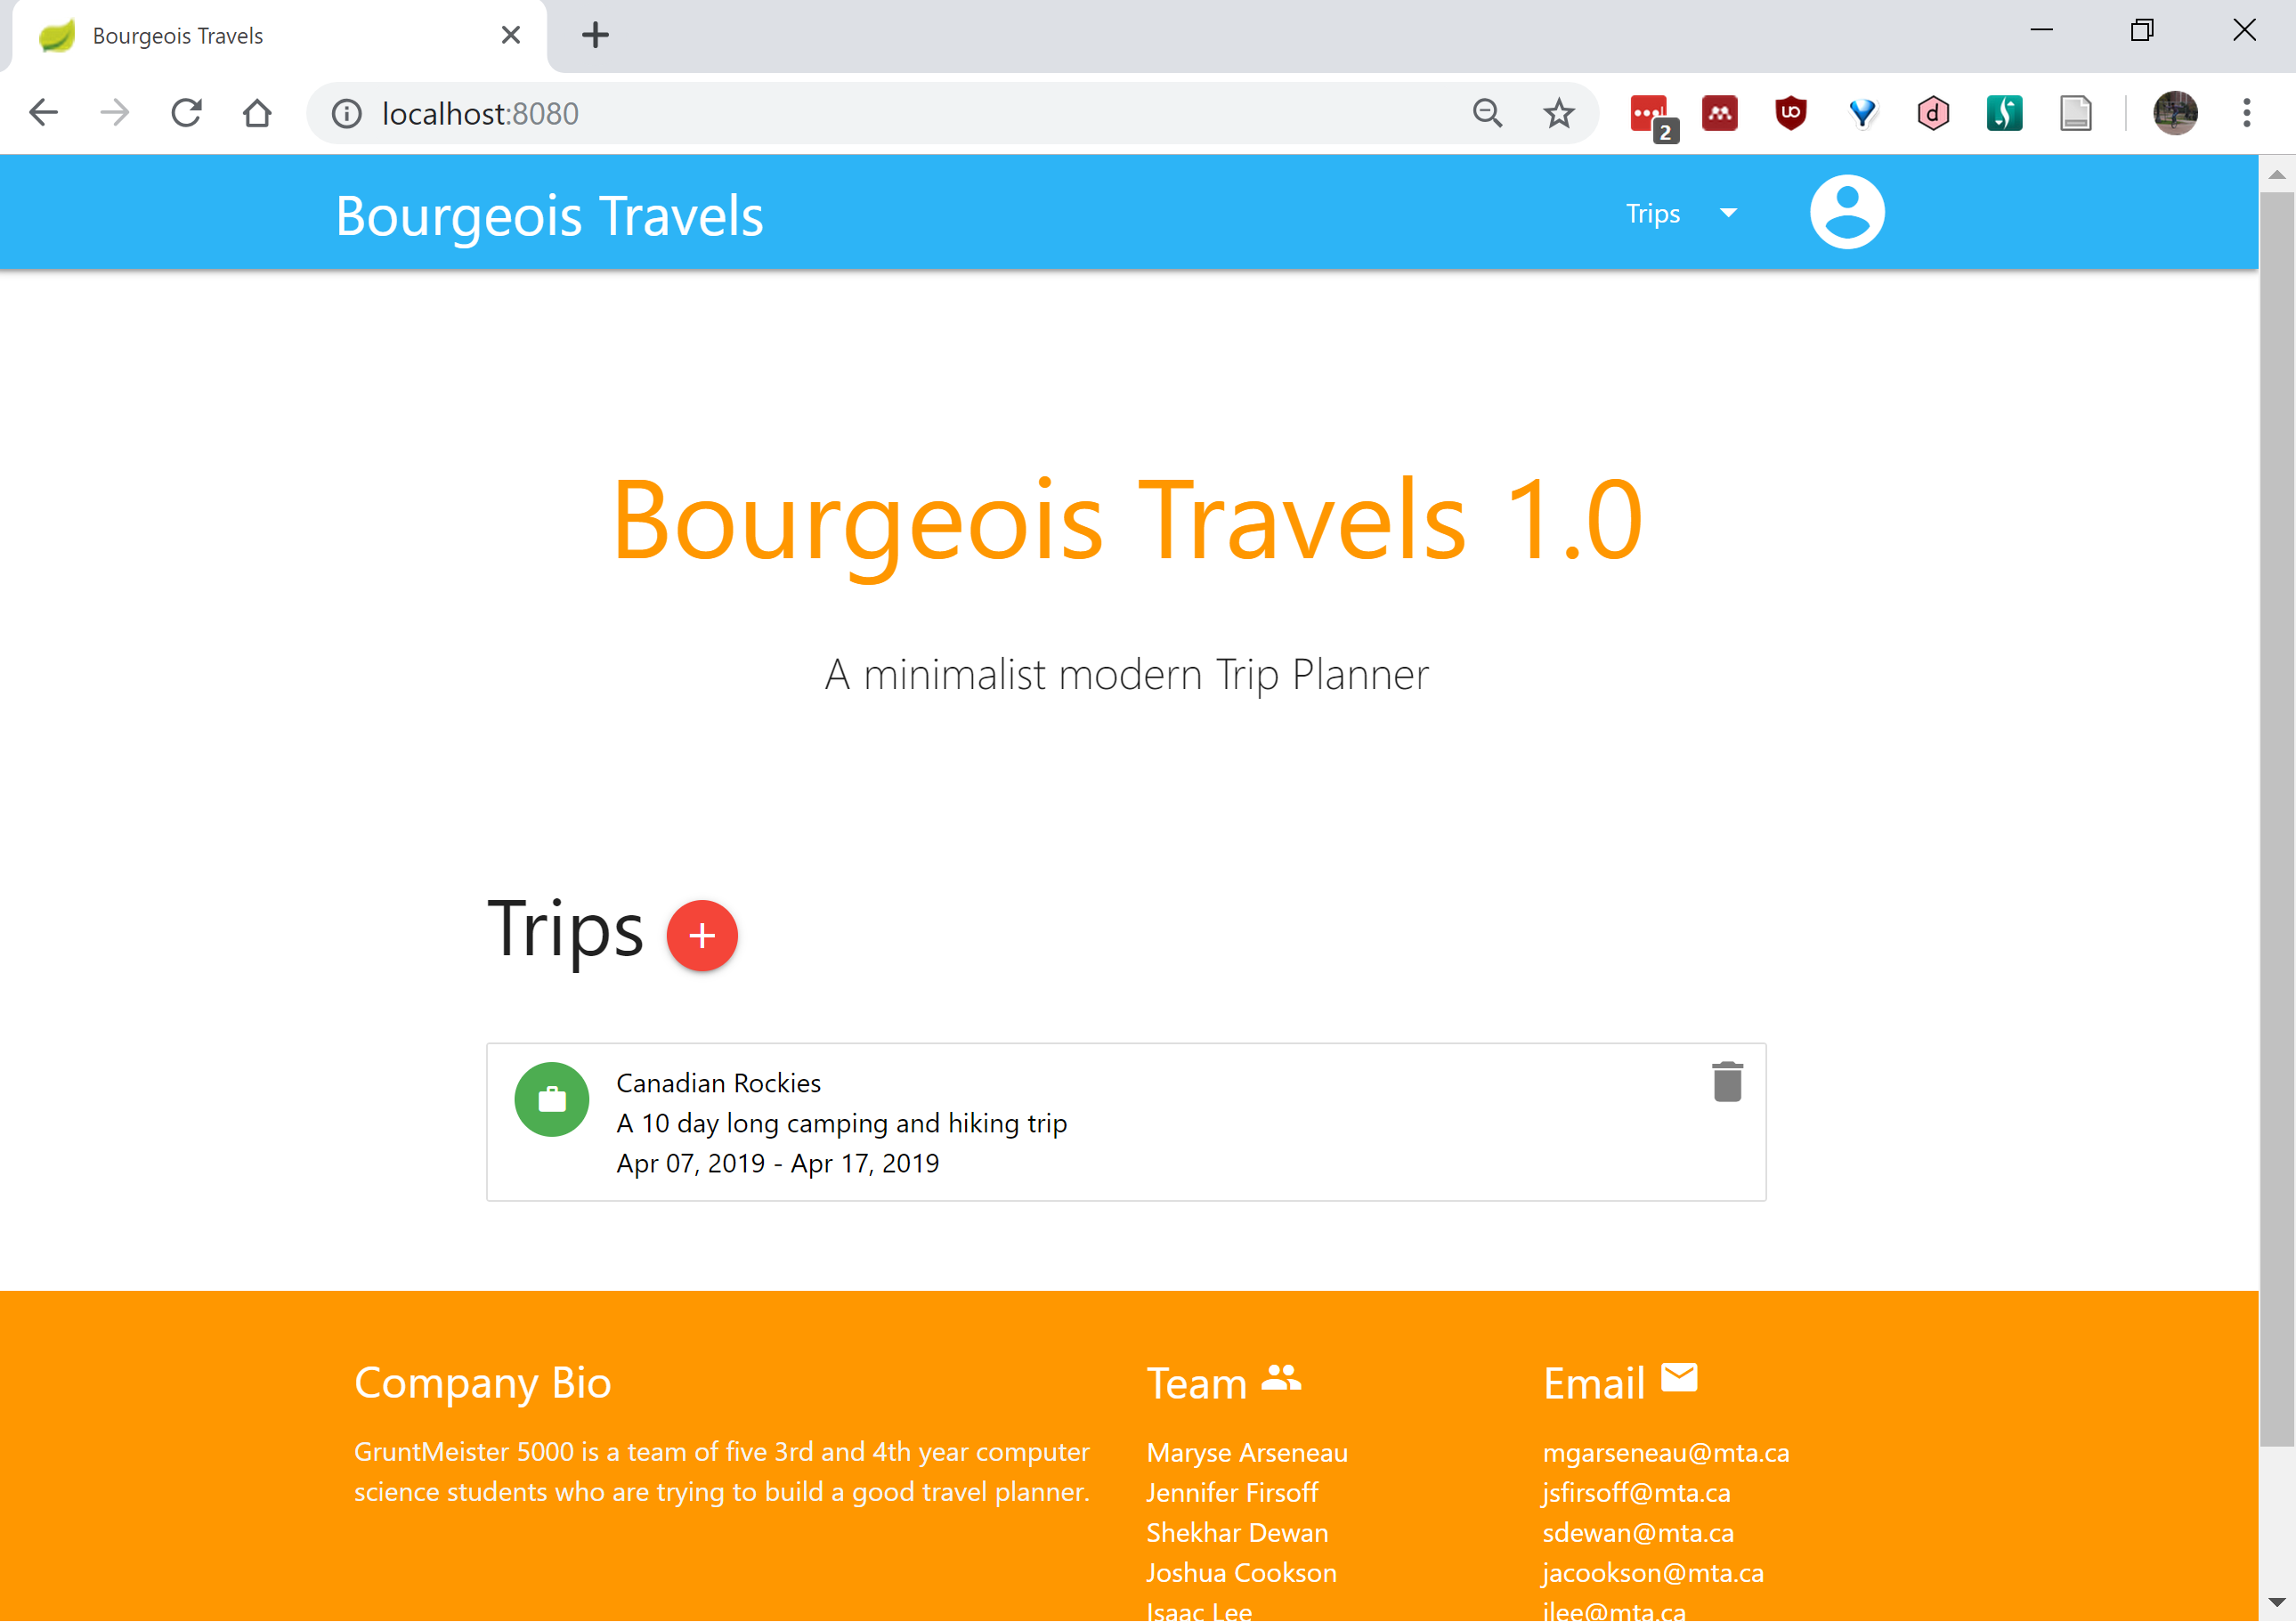 Bourgeois Travels
localhost:8080
2
Bourgeois Travels
Trips
Bourgeois Travels 1.0
A minimalist modern Trip Planner
Trips
Canadian Rockies
A 10 day long camping and hiking trip
Apr 07, 2019 - Apr 17, 2019
Company Bio
GruntMeister 5000 is a team of five 3rd and 4th year computer
science students who are trying to build a good travel planner.
Team
Maryse Arseneau
Jennifer Firsoff
Shekhar Dewan
Joshua Cookson
Isaac Lee
Email
mgarseneau@mta.ca
jsfirsoff@mta.ca
sdewan@mta.ca
jacookson@mta.ca
ilee@mta.ca